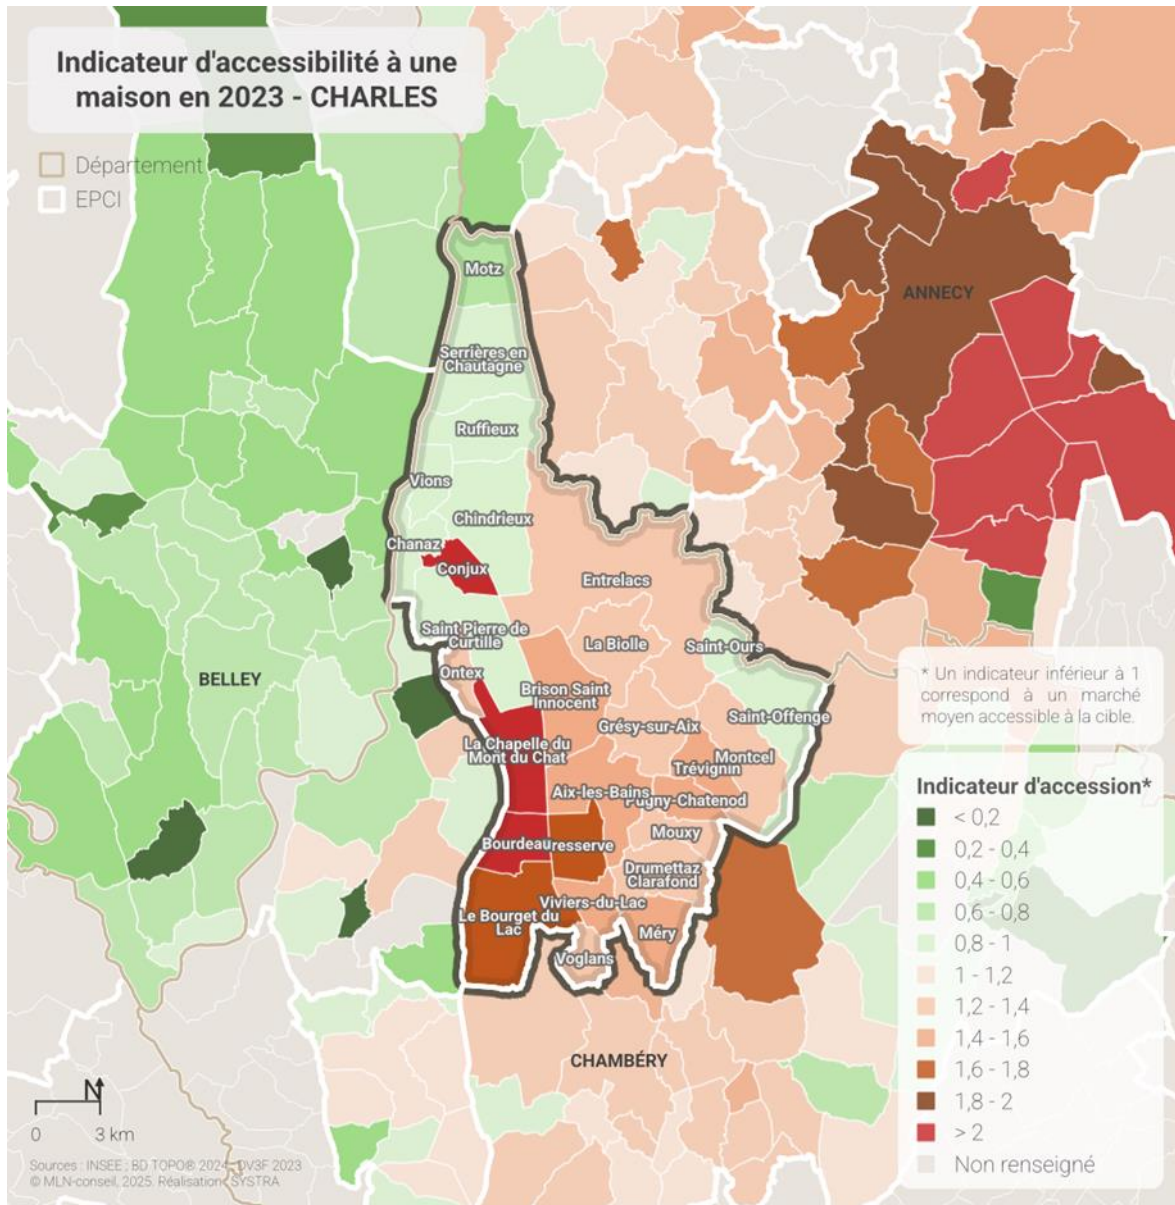 Indicateur d'accessibilité à une
maison en 2023 - CHARLES
Département
EPCI
Motz
ANNECY
Serrières en
Chautagne
Ruffieux
Vions
Chindrieux
Chanaz
Conjux
Entrelacs
Saint Pierre de
Curtille
La Biolle
Saint-Ours
Ontex
BELLEY
Brison Saint
Innocent
Saint-Offenge
Grésy-sur-Aix
La Chapelle du
Mont du Chat
Montcel
Trévignin
Aix-les-Bains
Pugny-Chatenod
Mouxy
Bourdeau
resserve
Drumettaz
Clarafond
Viviers-du-Lac
Le Bourget du
Lac
Méry
Voglans
CHAMBÉRY
* Un indicateur inférieur à 1
correspond à un marché
moyen accessible à la cible.
Indicateur d'accession*
< 0,2
0,2 - 0,4
0,4 - 0,6
0,6 - 0,8
0,8 - 1
1 - 1,2
1,2 - 1,4
1,4 - 1,6
1,6 - 1,8
1,8 - 2
> 2
Non renseigné
N
0 3 km
Sources : INSEE ; BD TOPO® 2024 ; DV3F 2023
© MLN-conseil, 2025. Réalisation : SYSTRA